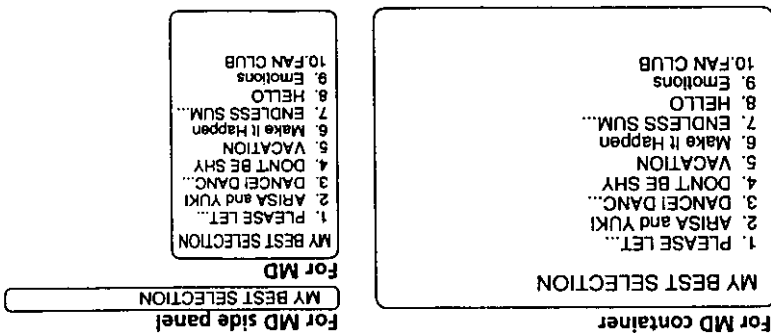 For MD container
MY BEST SELECTION
1. PLEASE LET...
2. ARISA and YUKI
3. DANCE! DANC...
4. DON'T BE SHY
5. VACATION
6. Make It Happen
7. ENDLESS SUM...
8. HELLO
9. Emotions
10.FAN CLUB
For MD side panel
MY BEST SELECTION
For MD
MY BEST SELECTION
1. PLEASE LET...
2. ARISA and YUKI
3. DANCE! DANC...
4. DON'T BE SHY
5. VACATION
6. Make It Happen
7. ENDLESS SUM...
8. HELLO
9. Emotions
10.FAN CLUB